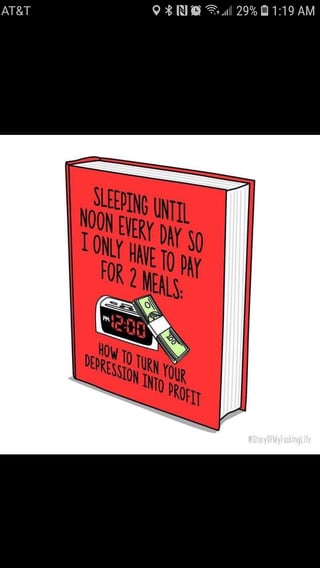 AT&T 29% 1:19 AM
SLEEPING UNTIL
NOON EVERY DAY SO
I ONLY HAVE TO PAY
FOR 2 MEALS:
PM 12:00
100
HOW TO TURN YOUR
DEPRESSION INTO PROFIT
#StoryOfMyFuckingLife